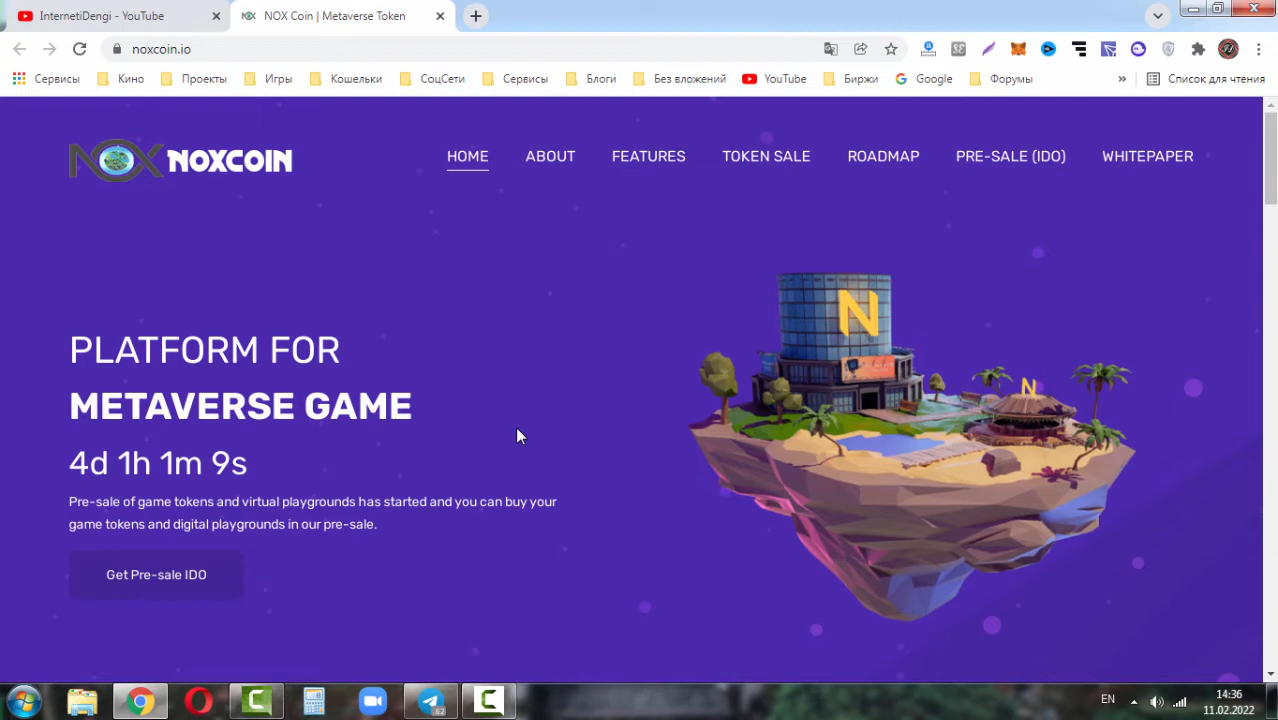 InternetiDengi - YouTube
NOX Coin | Metaverse Token
noxcoin.io
Сервисы
Кино
Проекты
Игры
Кошельки
СоцСети
Сервисы
Блоги
Без вложений
YouTube
Биржи
Google
Форумы
»
Список для чтения
NOX NOXCOIN
HOME
ABOUT
FEATURES
TOKEN SALE
ROADMAP
PRE-SALE (IDO)
WHITEPAPER
N
N
PLATFORM FOR
METAVERSE GAME
4d 1h 1m 9s
Pre-sale of game tokens and virtual playgrounds has started and you can buy your
game tokens and digital playgrounds in our pre-sale.
Get Pre-sale IDO
62
EN
14:36
11.02.2022